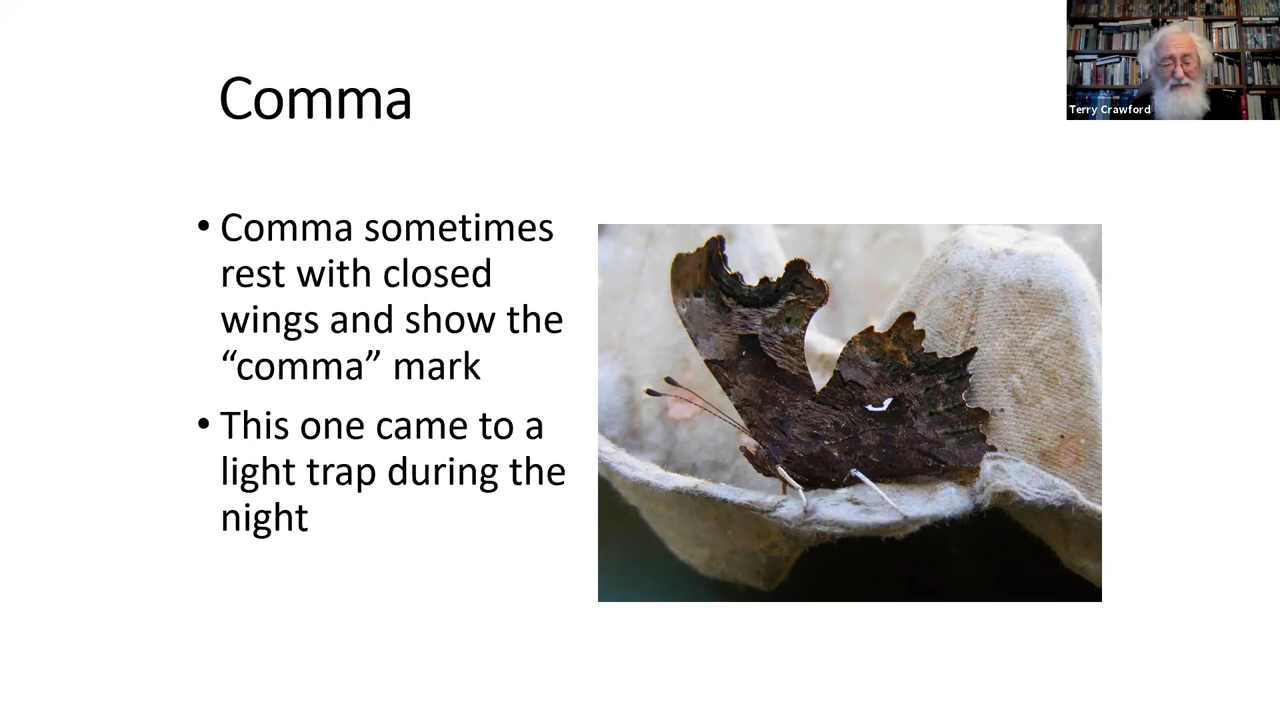 Terry Crawford
Comma
• Comma sometimes
rest with closed
wings and show the
“comma” mark
• This one came to a
light trap during the
night